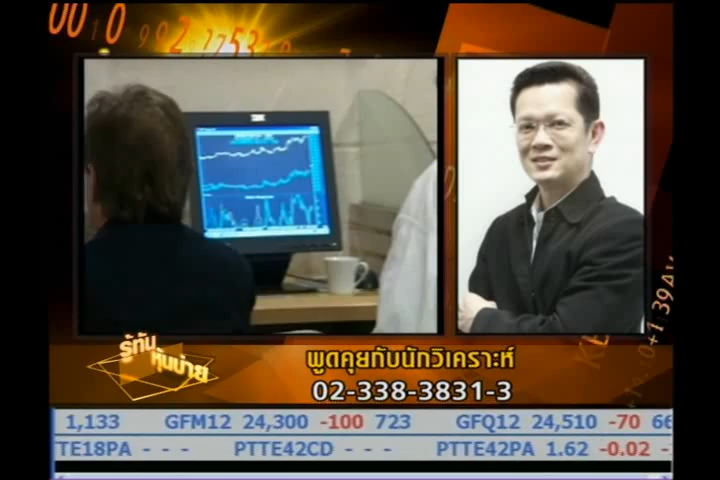 IBM
รู้ทัน
หุ้นบ่าย
พูดคุยกับนักวิเคราะห์
02-338-3831-3
1,133 GFM12 24,300 -100 723 GFQ12 24,510 -70 66
TE18PA - - - PTTE42CD - - - PTTE42PA 1.62 -0.02